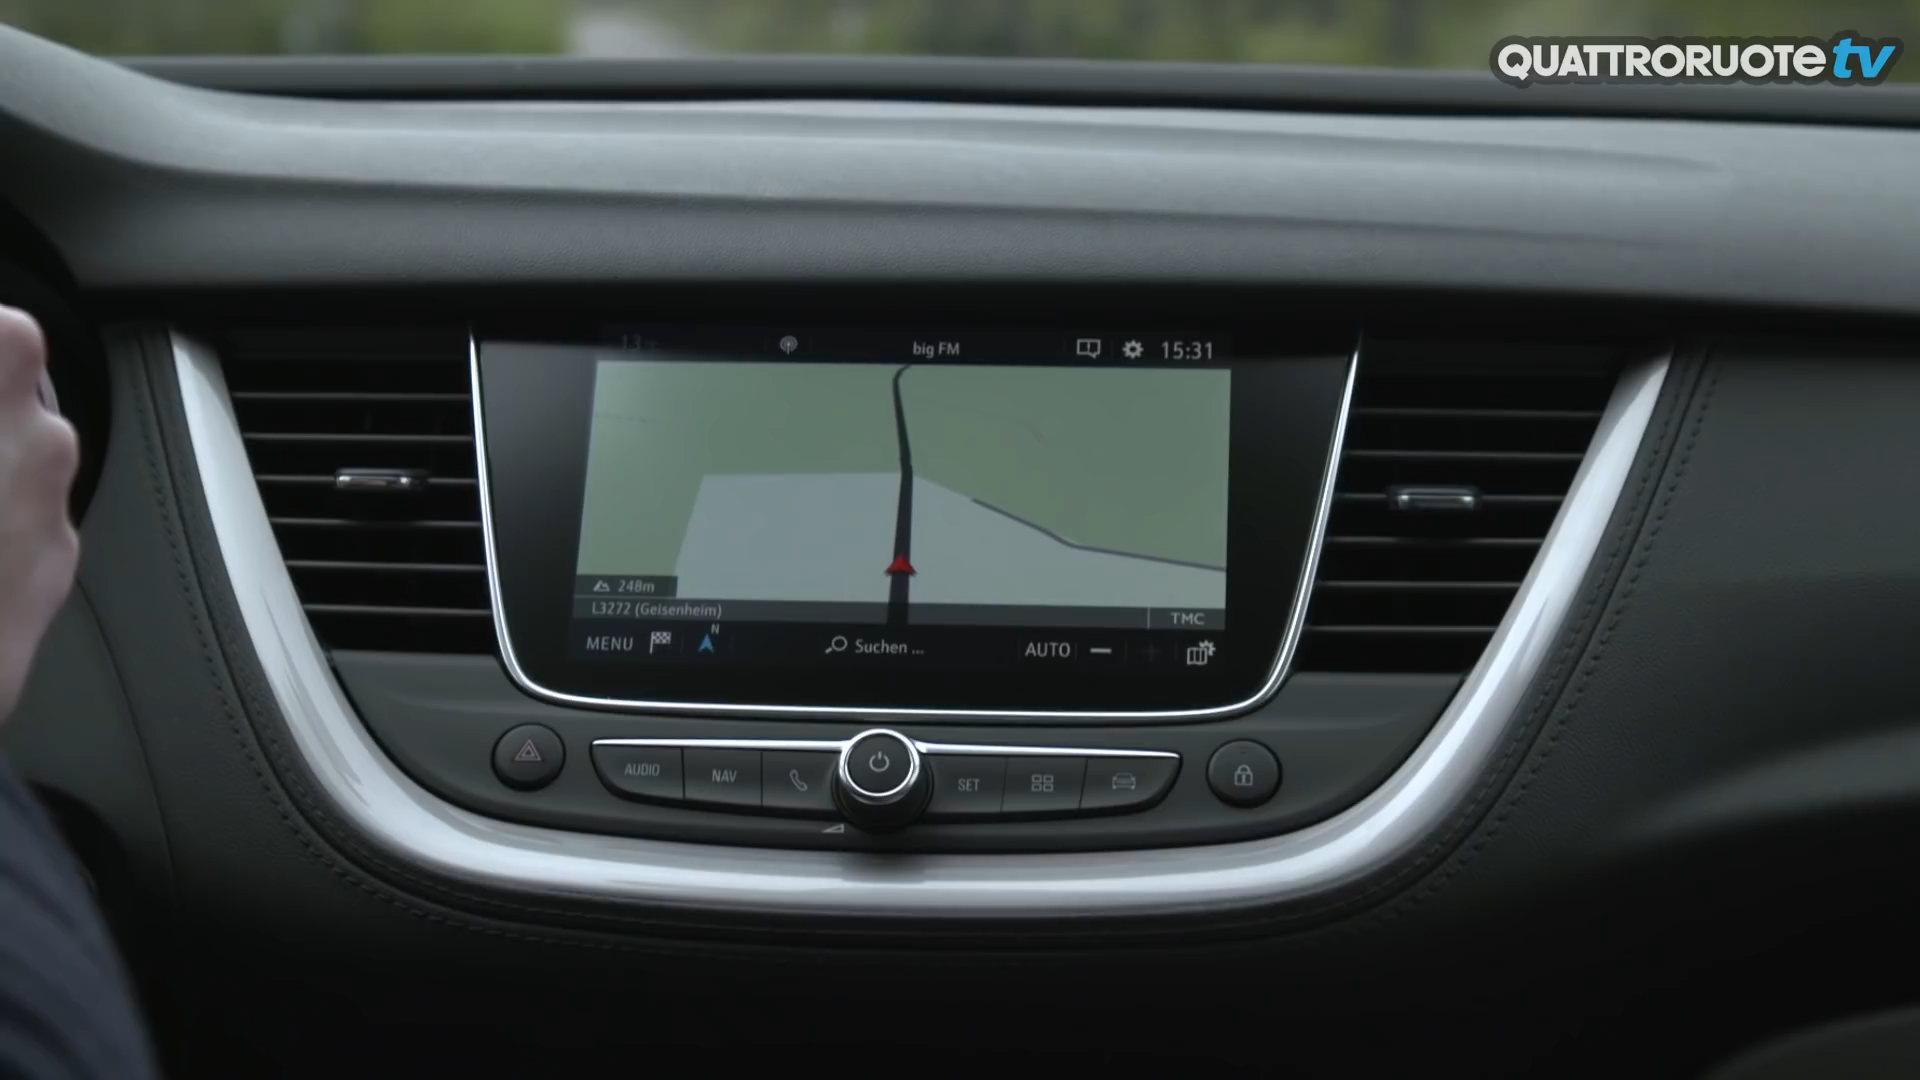 QUATTRORUOTEtv
big FM
15:31
248m
L3272 (Geisenheim)
TMC
N
MENU
Suchen ...
AUTO
AUDIO
NAV
SET